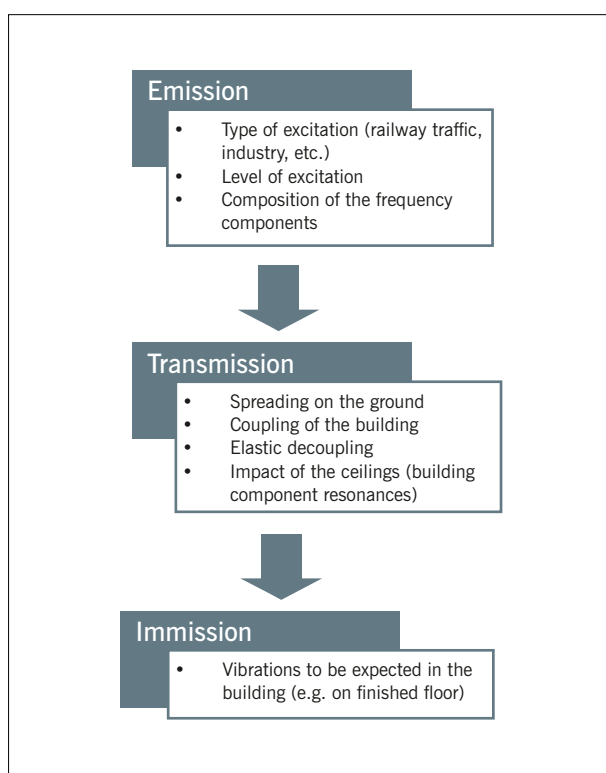 Emission
• Type of excitation (railway traffic,
industry, etc.)
• Level of excitation
• Composition of the frequency
components
Transmission
• Spreading on the ground
• Coupling of the building
• Elastic decoupling
• Impact of the ceilings (building
component resonances)
Immission
• Vibrations to be expected in the
building (e.g. on finished floor)